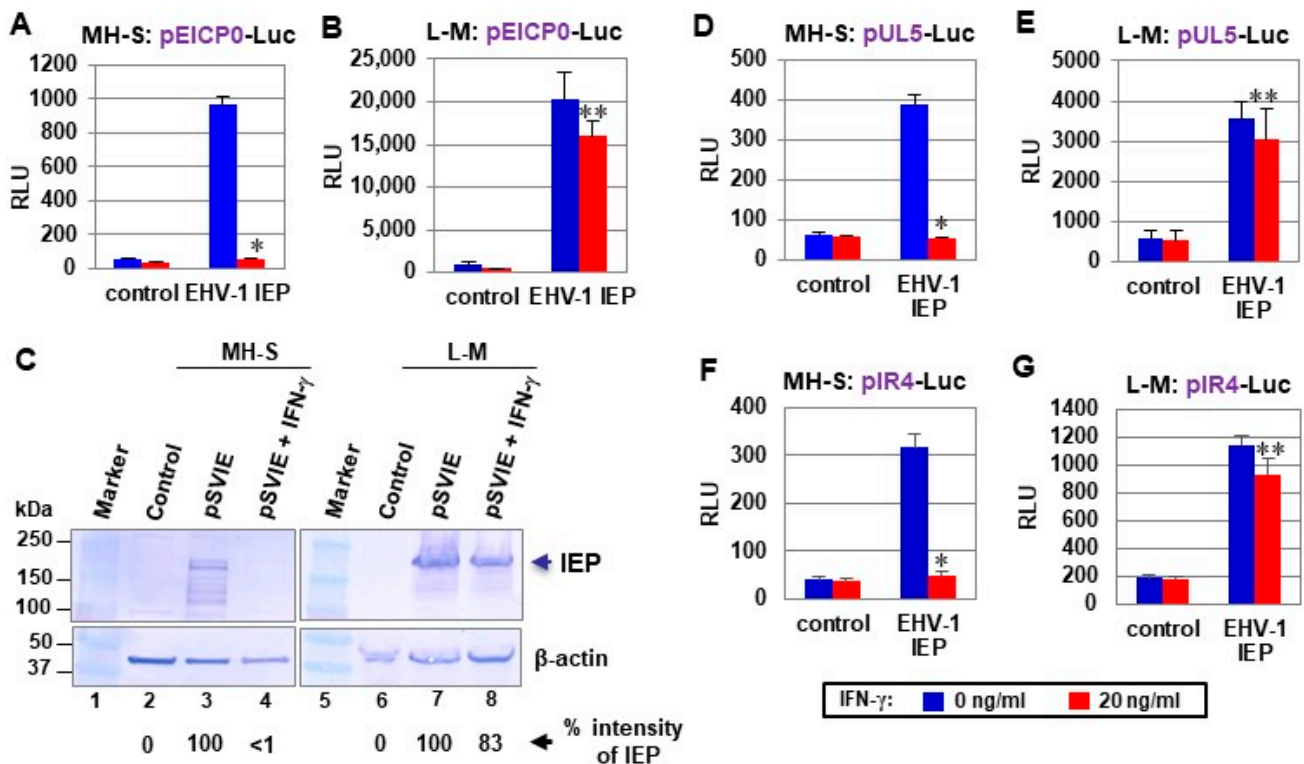 A
MH-S: pEICP0-Luc
1200
1000
800
600
400
200
0
RLU
*
control EHV-1 IEP
B
L-M: pEICP0-Luc
25,000
20,000
15,000
10,000
5,000
0
RLU
**
control EHV-1 IEP
D
MH-S: pUL5-Luc
500
400
300
200
100
0
RLU
*
control EHV-1
IEP
E
L-M: pUL5-Luc
5000
4000
3000
2000
1000
0
RLU
**
control EHV-1
IEP
C
MH-S L-M
Marker Control pSVIE pSVIE + IFN-γ Marker Control pSVIE pSVIE + IFN-γ
kDa
250
150
100
IEP
50
37
β-actin
1 2 3 4 5 6 7 8
0 100 <1 0 100 83 % intensity
of IEP
F
MH-S: pIR4-Luc
400
300
200
100
0
RLU
*
control EHV-1
IEP
G
L-M: pIR4-Luc
1400
1200
1000
800
600
400
200
0
RLU
**
control EHV-1
IEP
IFN-γ: 0 ng/ml 20 ng/ml